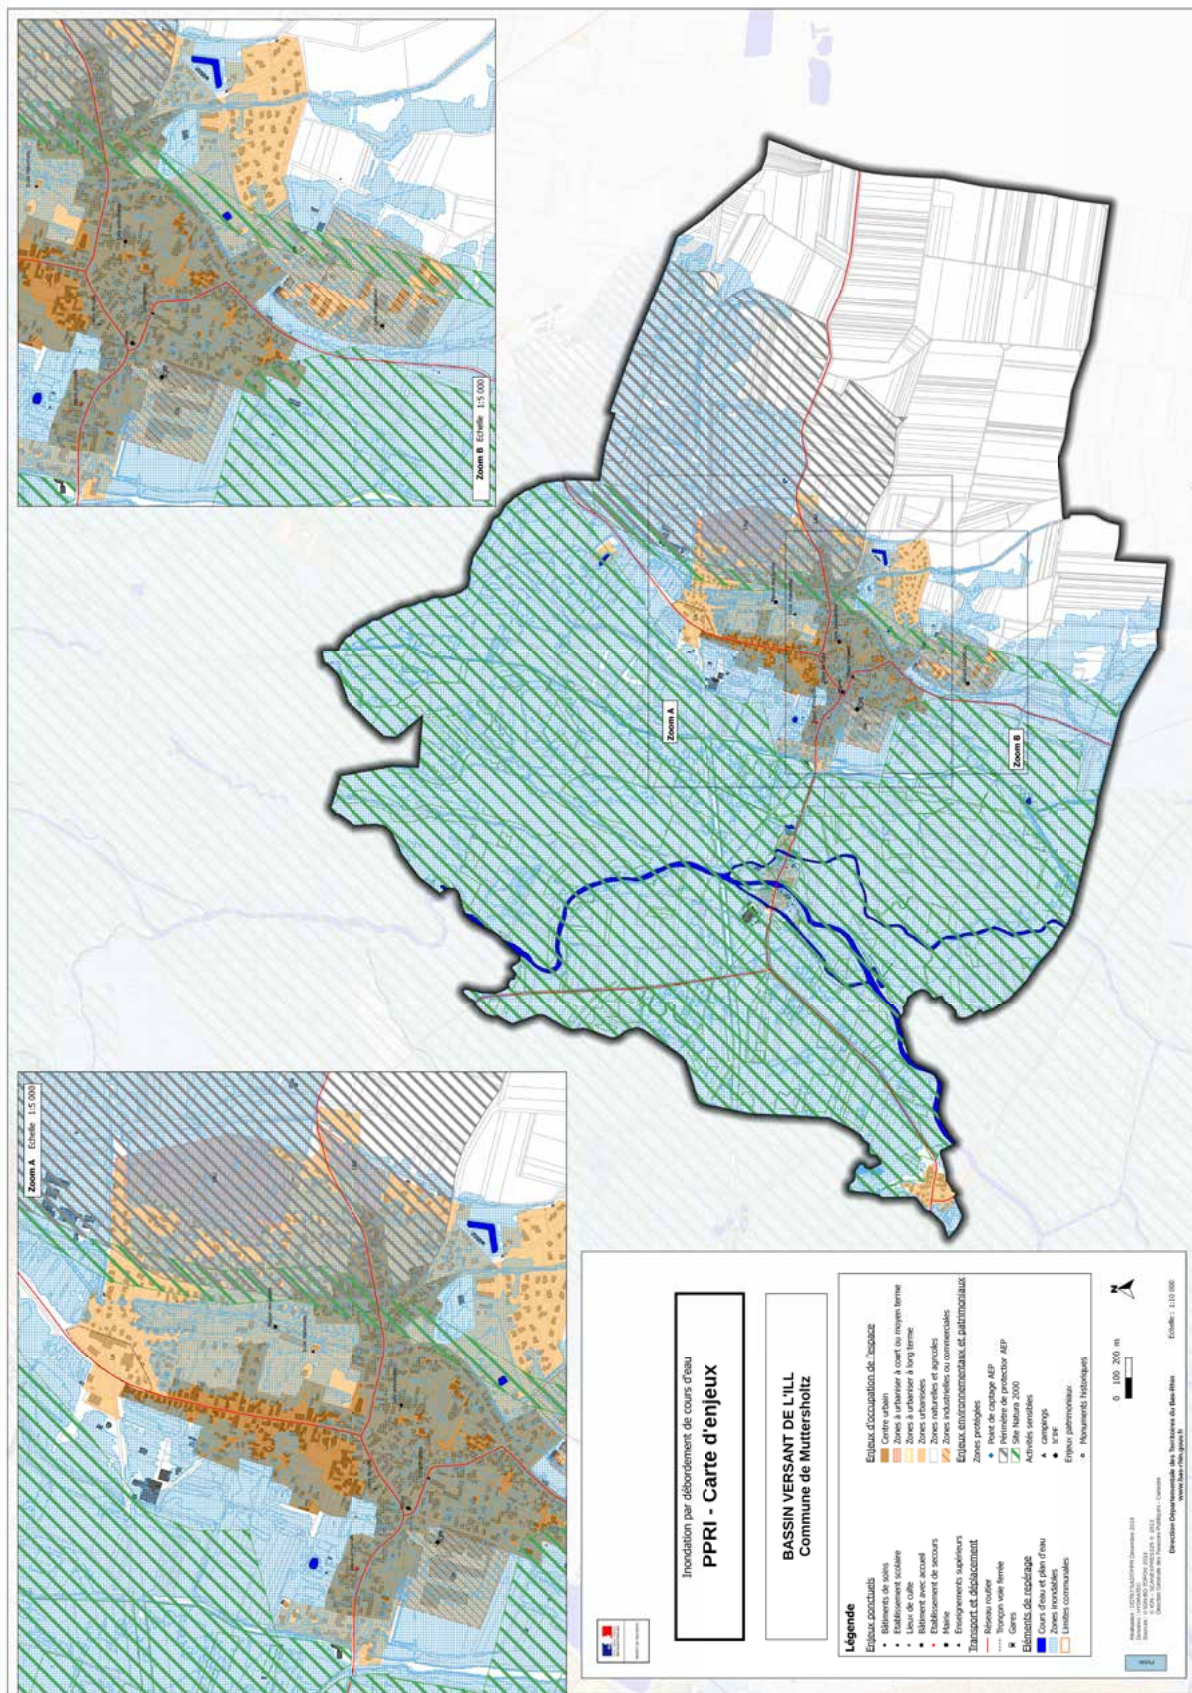 Zoom B Echelle 1:5 000
Zoom A
Zoom B
Zoom A Echelle 1:5 000
Inondation par débordement de cours d'eau
PPRI - Carte d'enjeux
BASSIN VERSANT DE L'ILL
Commune de Muttersholtz
Légende
Enjeux ponctuels
Bâtiments de soins
Etablissement scolaire
Lieux de culte
Bâtiment avec accueil
Etablissement de secours
Mairie
Enseignements supérieurs
Transport et déplacement
Réseau routier
Tronçon voie ferrée
Gares
Eléments de repérage
Cours d'eau et plan d'eau
Zones inondables
Limites communales
Enjeux d'occupation de l'espace
Centre urbain
Zones à urbaniser à court ou moyen terme
Zones à urbaniser à long terme
Zones urbanisées
Zones naturelles et agricoles
Zones industrielles ou commerciales
Enjeux environnementaux et patrimoniaux
Zones protégées
Point de captage AEP
Périmètre de protection AEP
Site Natura 2000
Activités sensibles
campings
Enjeux patrimoniaux
Monuments historiques
N
0 100 200 m
Direction Départementale des Territoires du Bas-Rhin
www.bas-rhin.gouv.fr
Echelle : 1:10 000